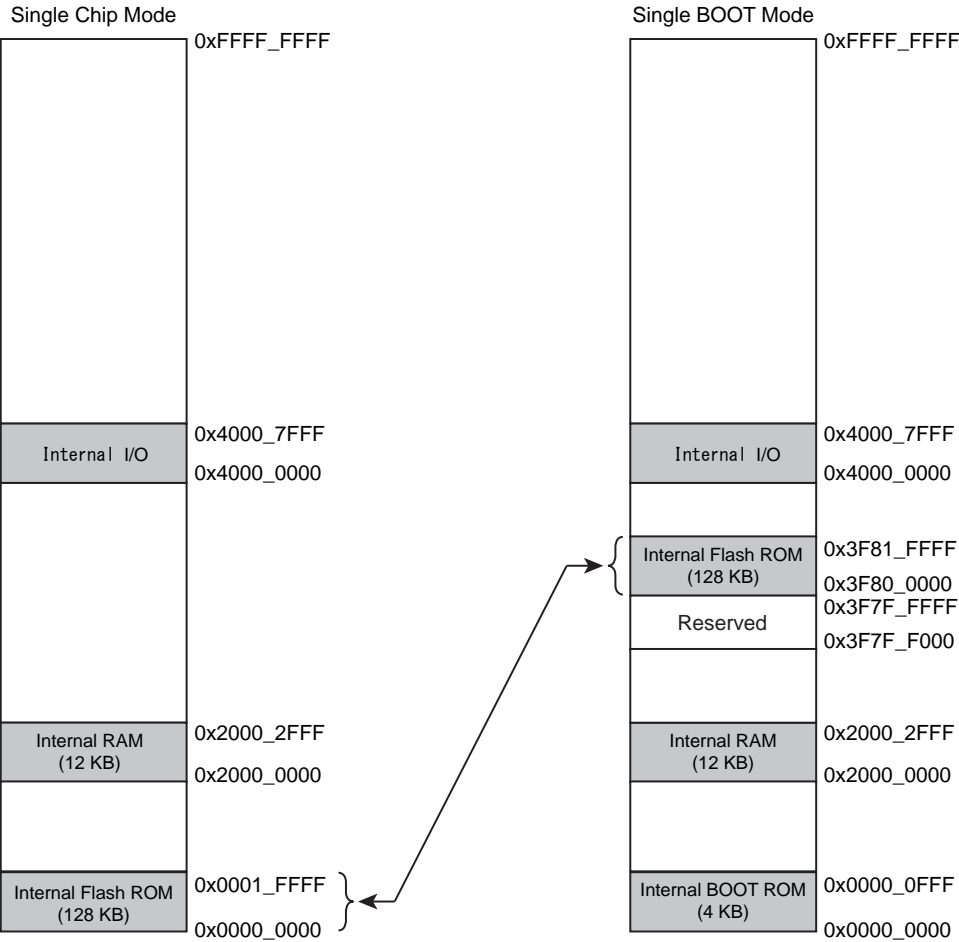 Single Chip Mode
0xFFFF_FFFF
Internal I/O
0x4000_7FFF
0x4000_0000
Internal RAM
(12 KB)
0x2000_2FFF
0x2000_0000
Internal Flash ROM
(128 KB)
0x0001_FFFF
0x0000_0000
Single BOOT Mode
0xFFFF_FFFF
Internal I/O
0x4000_7FFF
0x4000_0000
Internal Flash ROM
(128 KB)
0x3F81_FFFF
0x3F80_0000
0x3F7F_FFFF
Reserved
0x3F7F_F000
Internal RAM
(12 KB)
0x2000_2FFF
0x2000_0000
Internal BOOT ROM
(4 KB)
0x0000_0FFF
0x0000_0000